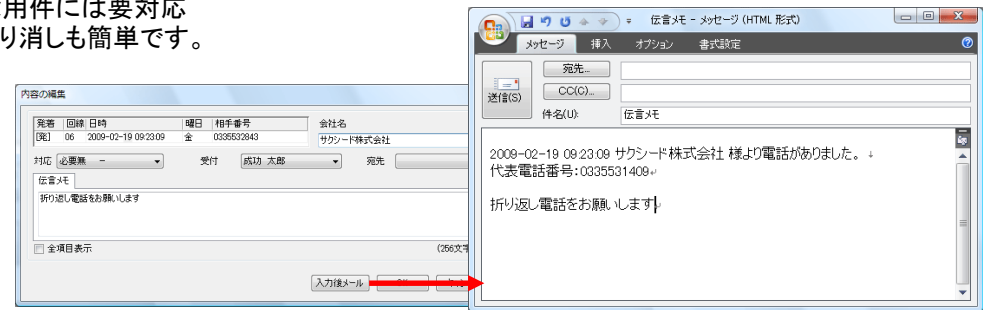 用件には要対応
り消しも簡単です。
内容の編集
発着 回線 日時 曜日 相手番号 会社名
[発] 06 2009-02-19 09:23:09 金 0335532843 サクシード株式会社
対応 必要無 - 受付 成功 太郎 宛先
伝言メモ
折り返し電話をお願いします
全項目表示 (256文字
入力後メール
伝言メモ - メッセージ (HTML 形式)
メッセージ 挿入 オプション 書式設定
宛先...
送信(S)
CC(C)...
件名(U): 伝言メモ
2009-02-19 09:23:09 サクシード株式会社 様より電話がありました。↓
代表電話番号:0335531409↵
折り返し電話をお願いします↵